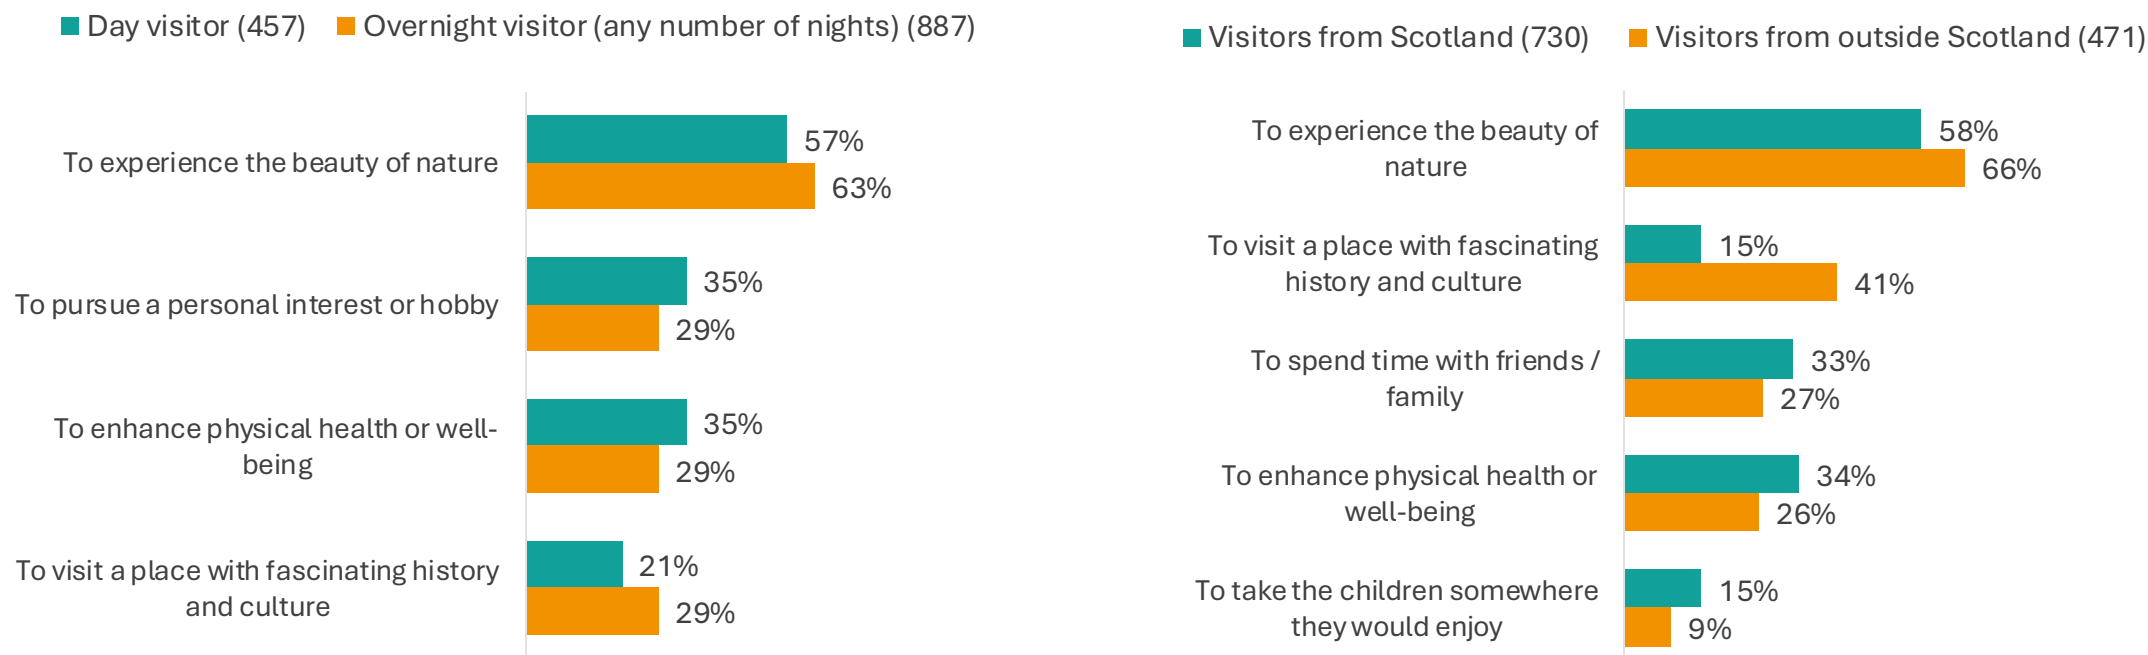 Day visitor (457) Overnight visitor (any number of nights) (887)
To experience the beauty of nature
57%
63%
To pursue a personal interest or hobby
35%
29%
To enhance physical health or well-
being
35%
29%
To visit a place with fascinating history
and culture
21%
29%
Visitors from Scotland (730) Visitors from outside Scotland (471)
To experience the beauty of
nature
58%
66%
To visit a place with fascinating
history and culture
15%
41%
To spend time with friends /
family
33%
27%
To enhance physical health or
well-being
34%
26%
To take the children somewhere
they would enjoy
15%
9%